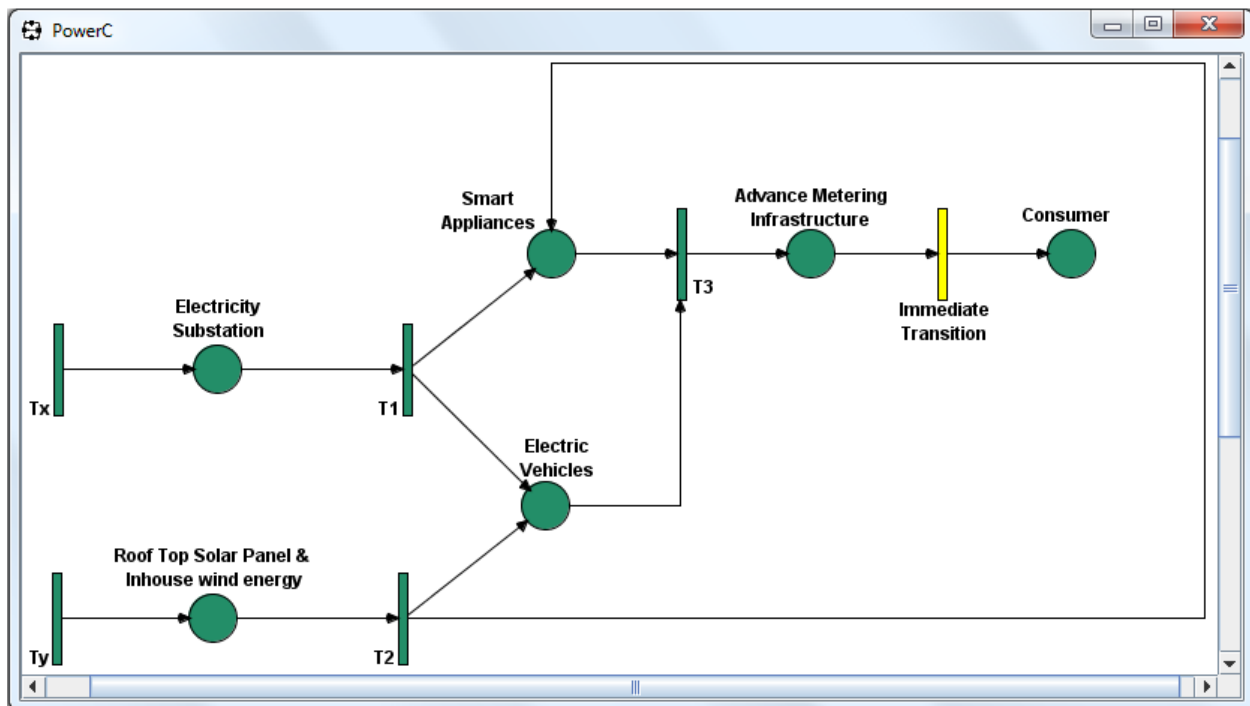 PowerC
Smart
Appliances
Advance Metering
Infrastructure
Consumer
T3
Immediate
Transition
Electricity
Substation
Tx
T1
Electric
Vehicles
Roof Top Solar Panel &
Inhouse wind energy
Ty
T2